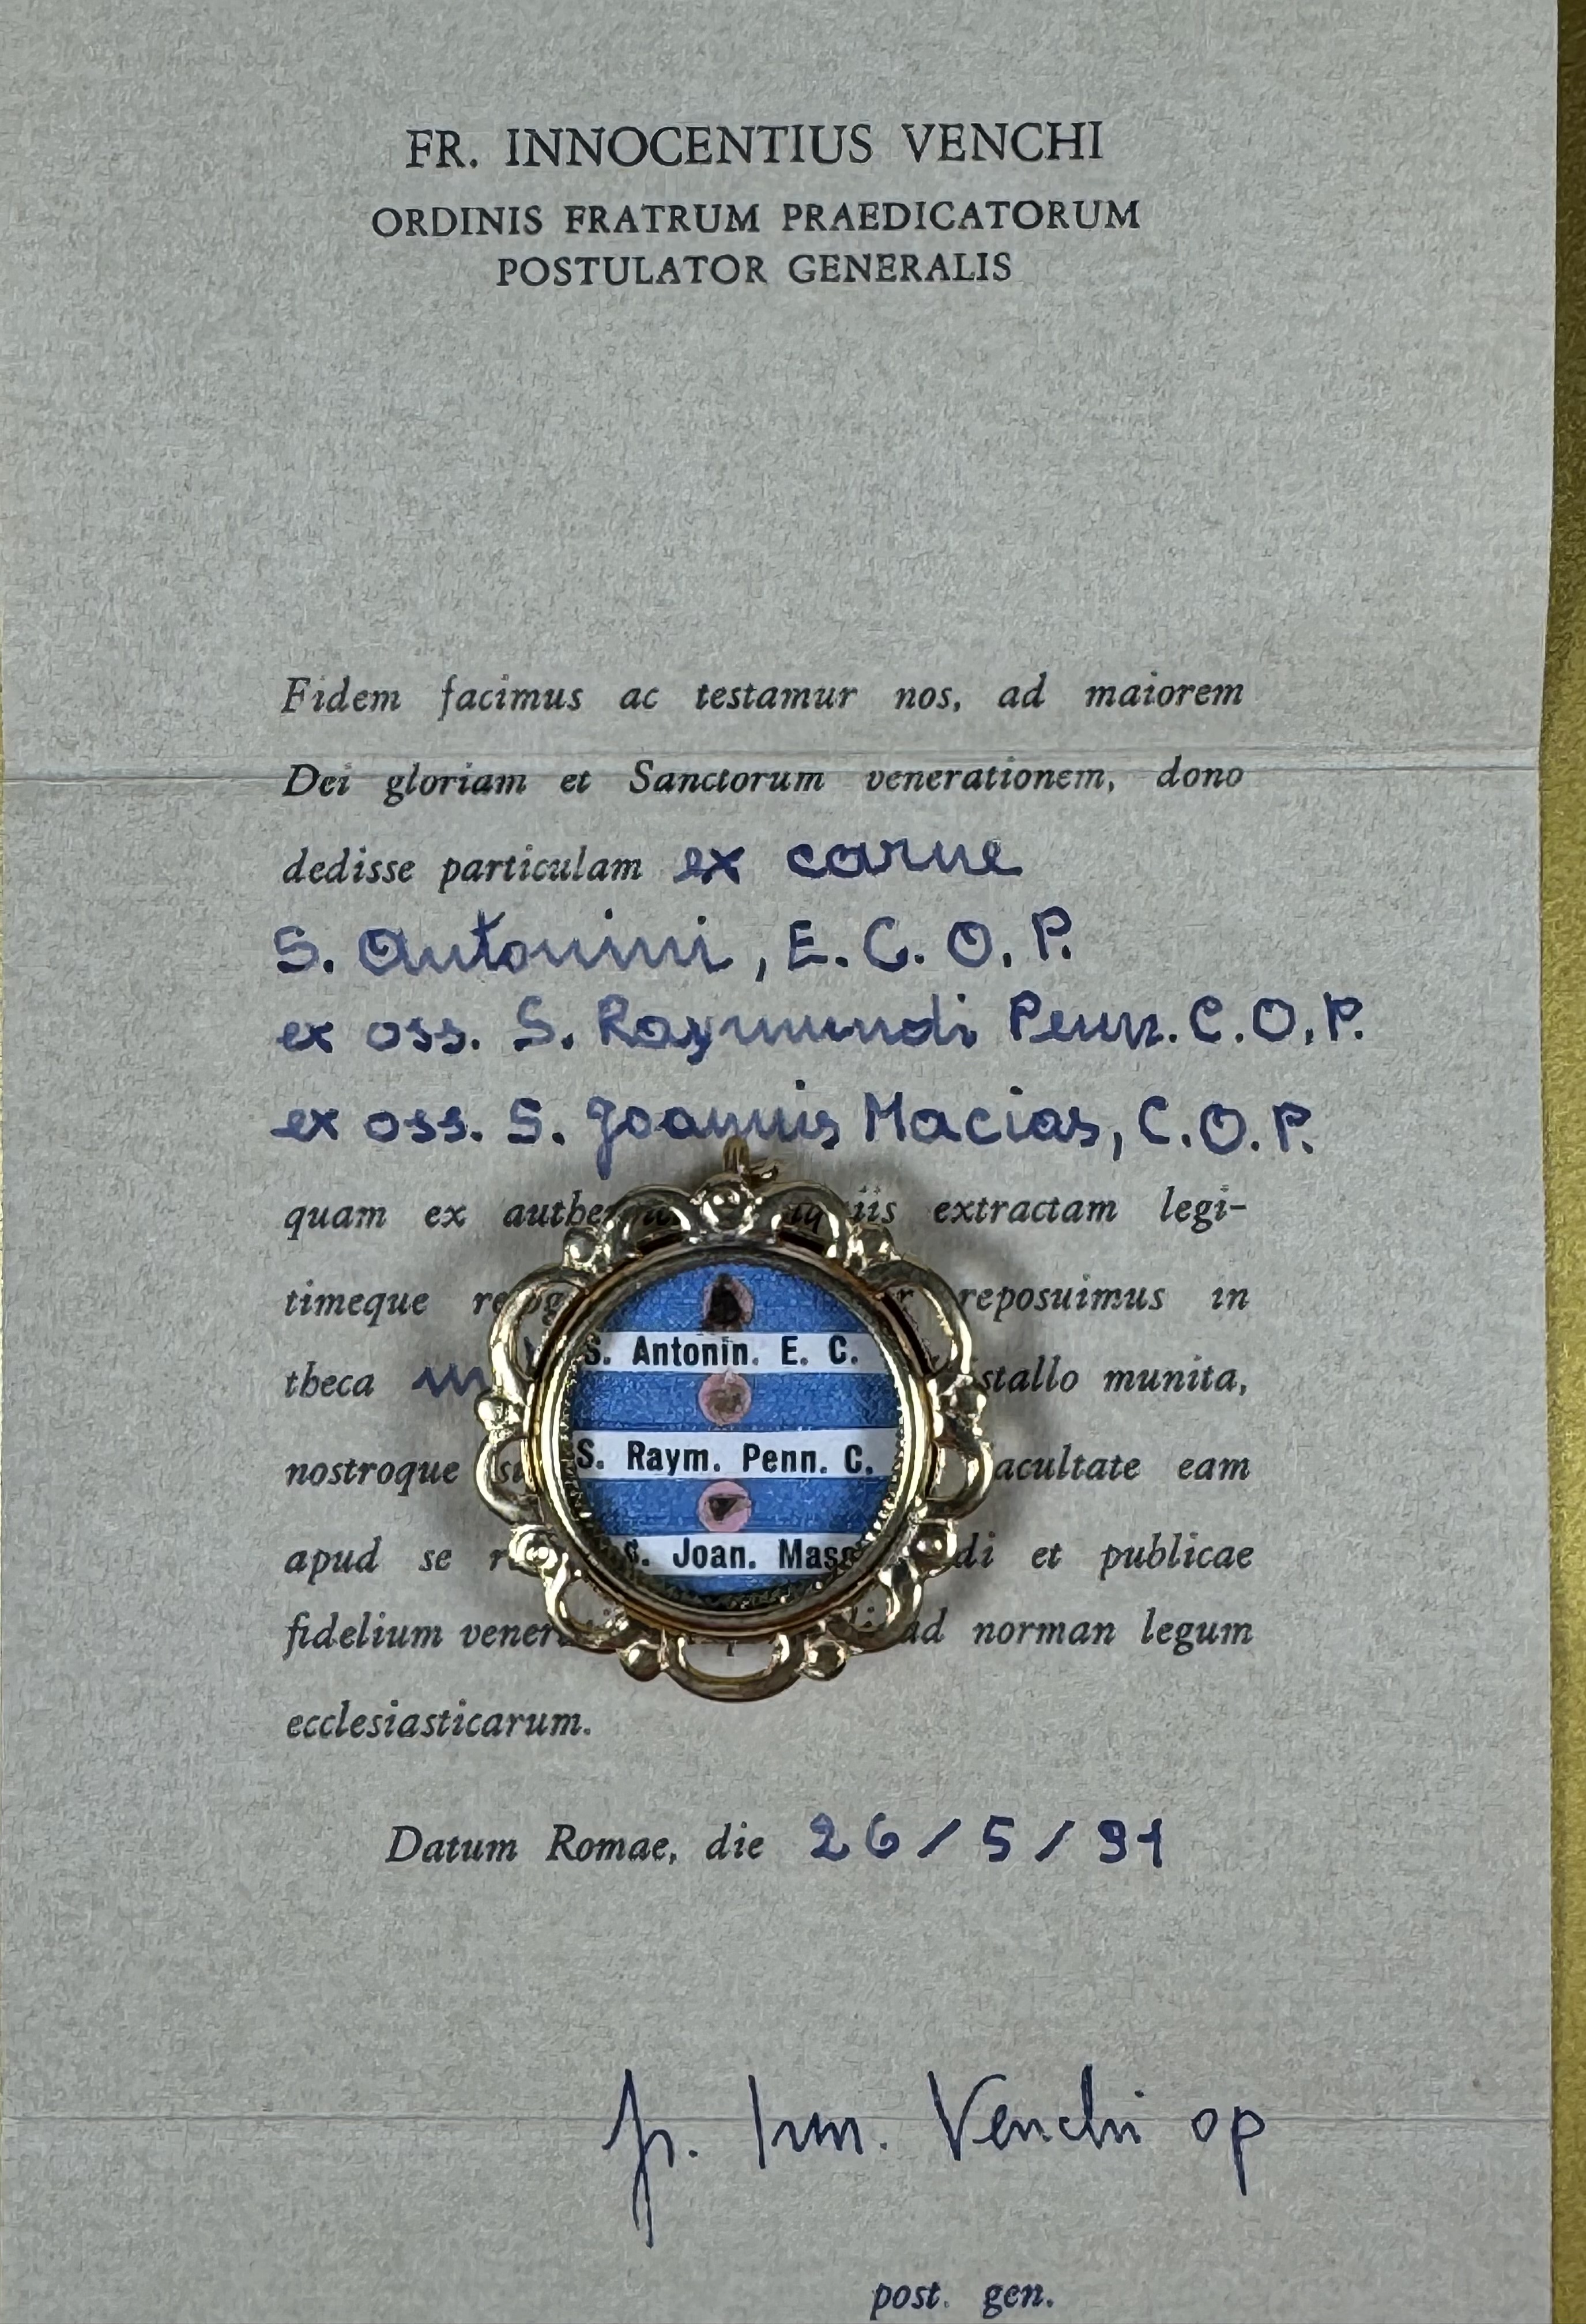 FR. INNOCENTIUS VENCHI
ORDINIS FRATRUM PRAEDICATORUM
POSTULATOR GENERALIS
Fidem facimus ac testamur nos, ad maiorem
Dei gloriam et Sanctorum venerationem, dono
dedisse particulam ex carne
S. Antonini, E. C. O. P.
ex oss. S. Raymundi Penn. C. O. P.
ex oss. S. Joannis Macias, C. O. P.
quam ex extractam legi-
timeque reposuimus in
theca munita,
nostroque eam
apud se et publicae
fidelium ad norman legum
ecclesiasticarum.
S. Antonin. E. C.
S. Raym. Penn. C.
S. Joan. Mass
Datum Romae, die 26/5/91
fr. Inn. Venchi op
post. gen.